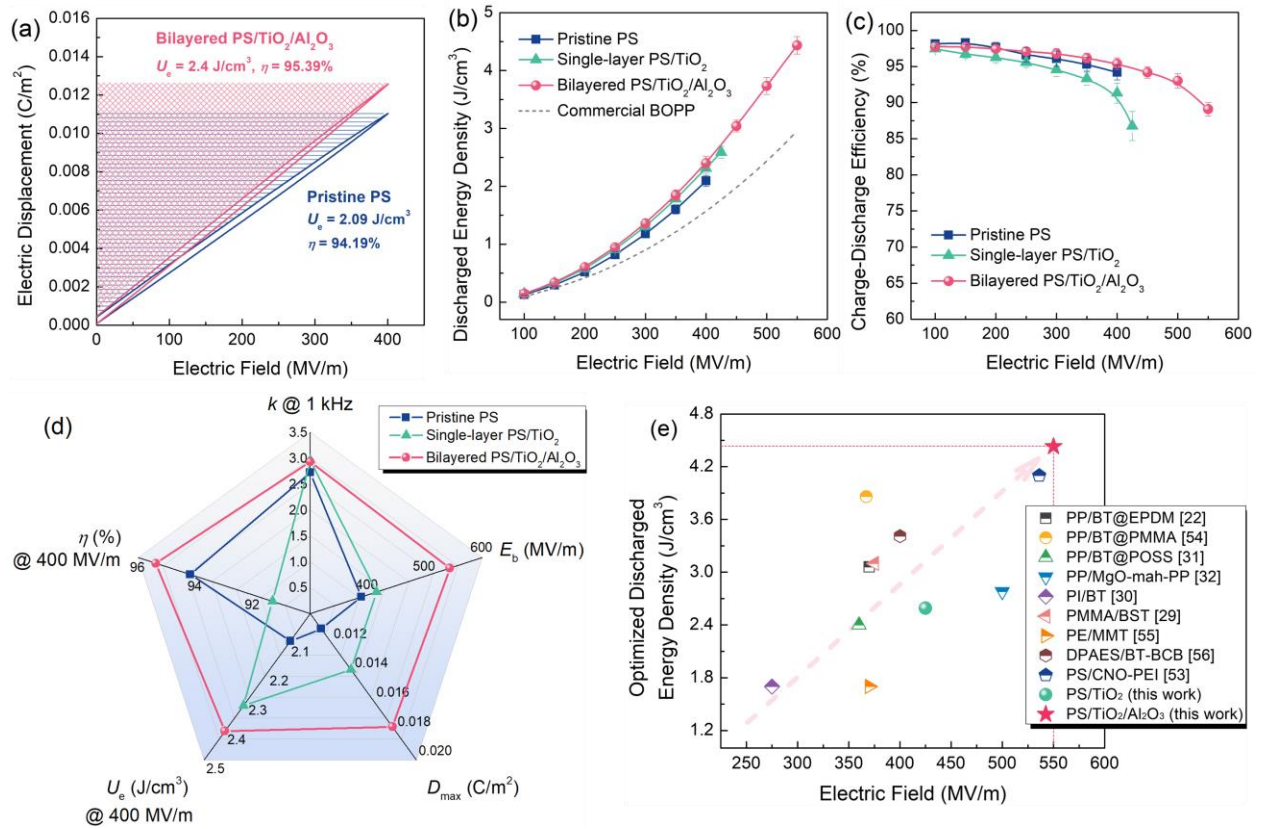 (a)
0.016
0.014
0.012
0.010
0.008
0.006
0.004
0.002
0.000
Electric Displacement (C/m²)
Bilayered PS/TiO₂/Al₂O₃
Uₑ = 2.4 J/cm³, η = 95.39%
Pristine PS
Uₑ = 2.09 J/cm³
η = 94.19%
0 100 200 300 400
Electric Field (MV/m)
(b)
5
4
3
2
1
0
Discharged Energy Density (J/cm³)
Pristine PS
Single-layer PS/TiO₂
Bilayered PS/TiO₂/Al₂O₃
Commercial BOPP
100 200 300 400 500 600
Electric Field (MV/m)
(c)
100
95
90
85
80
75
70
65
60
Charge-Discharge Efficiency (%)
Pristine PS
Single-layer PS/TiO₂
Bilayered PS/TiO₂/Al₂O₃
100 200 300 400 500 600
Electric Field (MV/m)
(d)
k @ 1 kHz
Pristine PS
Single-layer PS/TiO₂
Bilayered PS/TiO₂/Al₂O₃
3.5
3.0
2.5
2.0
1.5
1.0
0.5
η (%)
@ 400 MV/m
96
94
92
400
500
600
E_b (MV/m)
2.1
2.2
2.3
2.4
2.5
Uₑ (J/cm³)
@ 400 MV/m
0.012
0.014
0.016
0.018
0.020
D_max (C/m²)
(e)
4.8
4.2
3.6
3.0
2.4
1.8
1.2
Optimized Discharged
Energy Density (J/cm³)
PP/BT@EPDM [22]
PP/BT@PMMA [54]
PP/BT@POSS [31]
PP/MgO-mah-PP [32]
PI/BT [30]
PMMA/BST [29]
PE/MMT [55]
DPAES/BT-BCB [56]
PS/CNO-PEI [53]
PS/TiO₂ (this work)
PS/TiO₂/Al₂O₃ (this work)
250 300 350 400 450 500 550 600
Electric Field (MV/m)